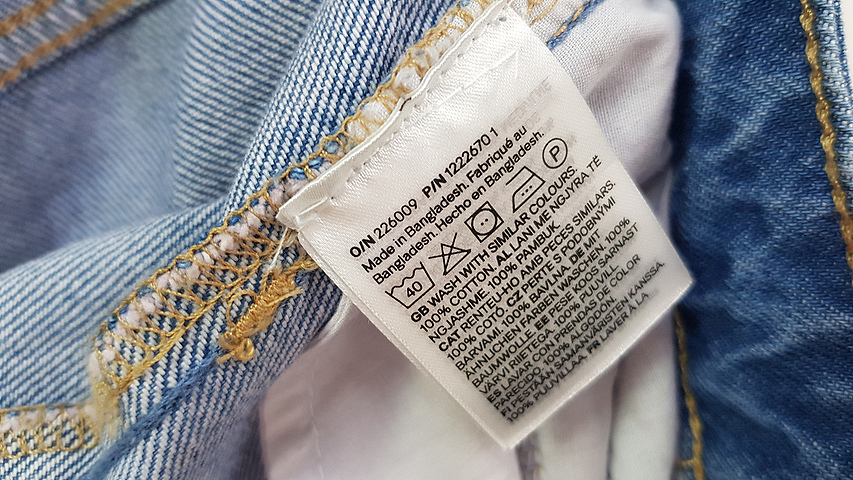 O/N 226009 P/N 1222670 1
Made in Bangladesh. Fabriqué au
Bangladesh. Hecho en Bangladesh.
40 P
GB WASH WITH SIMILAR COLOURS.
100% COTTON. AL LANI ME NGJYRA TË
NGJASHME. 100% PAMBUK.
CAT RENTEU-HO AMB PECES SIMILARS.
100% COTÓ. CZ PERTE S PODOBNÝMI
BARVAMI. 100% BAVLNA. DE MIT
ÄHNLICHEN FARBEN WASCHEN. 100%
BAUMWOLLE. EE PESE KOOS SARNAST
VÄRVI RIIETEGA. 100% PUUVILL.
ES LAVAR CON PRENDAS DU COLOR
PARECIDO. 100% ALGODÓN.
FI PESTÄÄN SAMANVÄRISTEN KANSSA.
100% PUUVILLAA. FR LAVER À LA